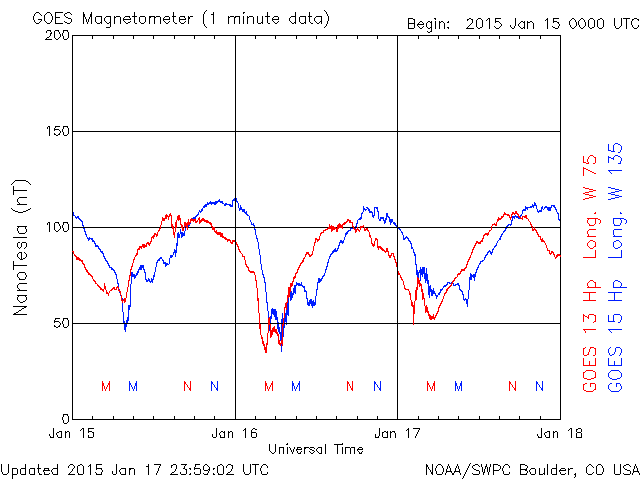 GOES Magnetometer (1 minute data)
Begin: 2015 Jan 15 0000 UTC
200
150
100
50
0
NanoTesla (nT)
M M N N M M N N M M N N
Jan 15 Jan 16 Jan 17 Jan 18
Universal Time
GOES 13 Hp Long. W 75
GOES 15 Hp Long. W 135
Updated 2015 Jan 17 23:59:02 UTC
NOAA/SWPC Boulder, CO USA